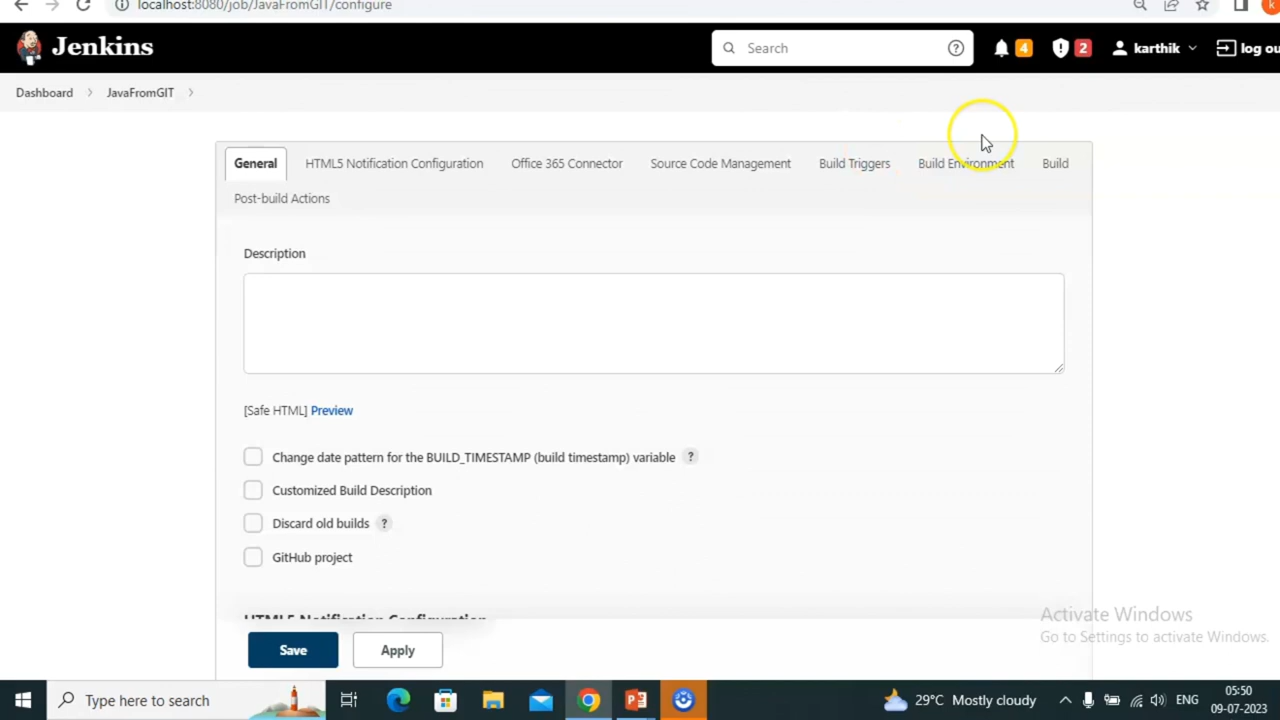 localhost:8080/job/JavaFromGIT/configure
Jenkins
Search
4
2
karthik
log ou
Dashboard
JavaFromGIT
General
HTML5 Notification Configuration
Office 365 Connector
Source Code Management
Build Triggers
Build Environment
Build
Post-build Actions
Description
[Safe HTML] Preview
Change date pattern for the BUILD_TIMESTAMP (build timestamp) variable ?
Customized Build Description
Discard old builds ?
GitHub project
HTML5 Notification Configuration
Save
Apply
Activate Windows
Go to Settings to activate Windows.
Type here to search
29°C Mostly cloudy
ENG
05:50
09-07-2023